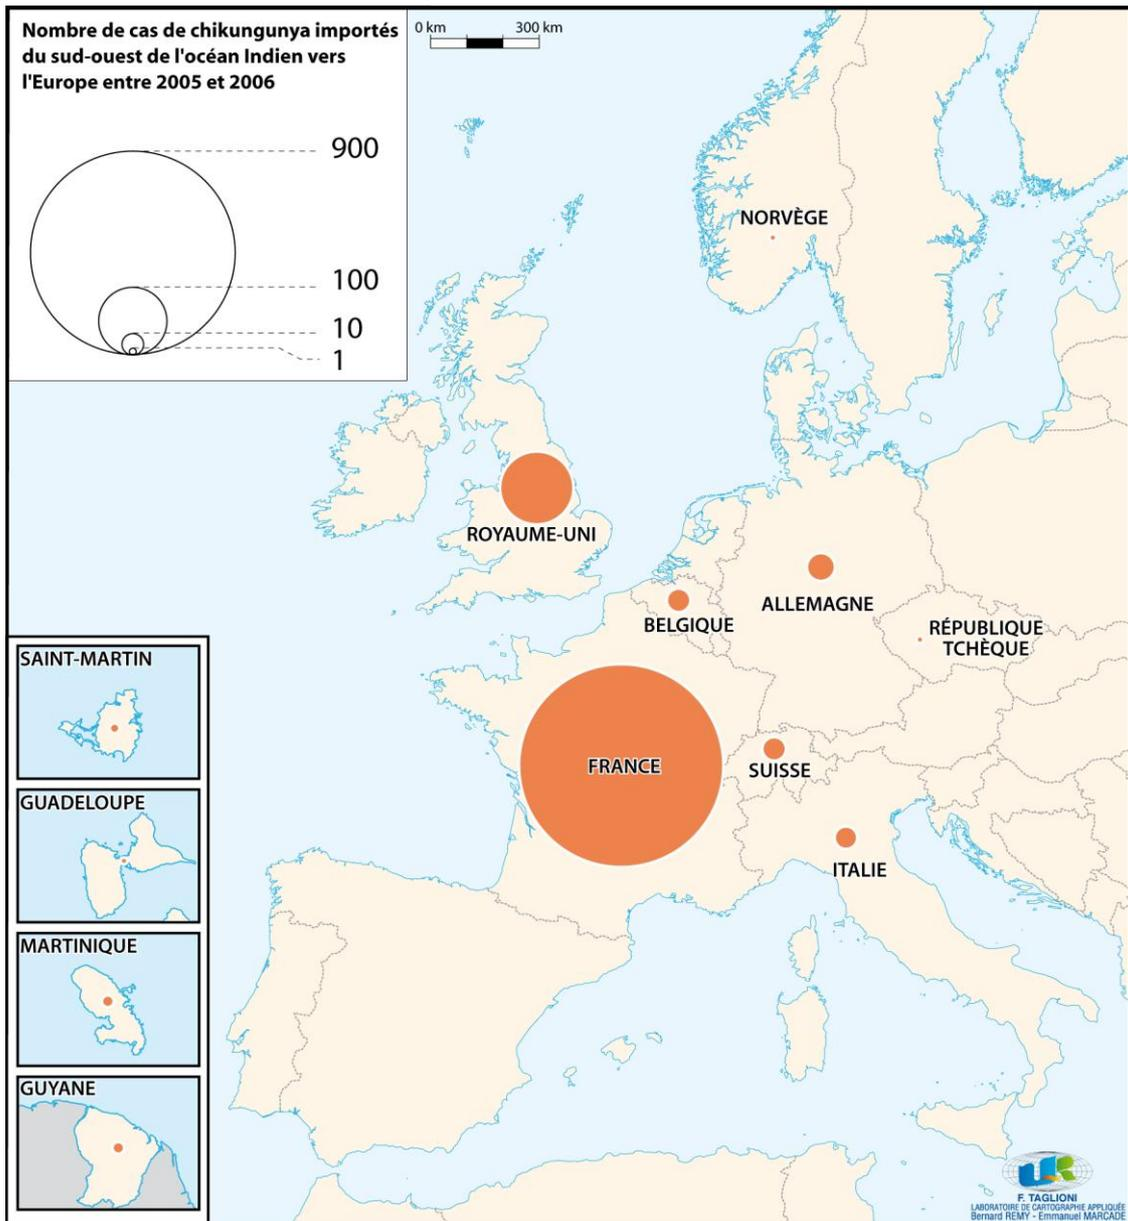 Nombre de cas de chikungunya importés
du sud-ouest de l'océan Indien vers
l'Europe entre 2005 et 2006
900
100
10
1
0 km 300 km
NORVÈGE
ROYAUME-UNI
ALLEMAGNE
BELGIQUE
RÉPUBLIQUE
TCHÈQUE
FRANCE
SUISSE
ITALIE
SAINT-MARTIN
GUADELOUPE
MARTINIQUE
GUYANE
F. TAGLIONI
LABORATOIRE DE CARTOGRAPHIE APPLIQUÉE
Bernard REMY - Emmanuel MARCADE